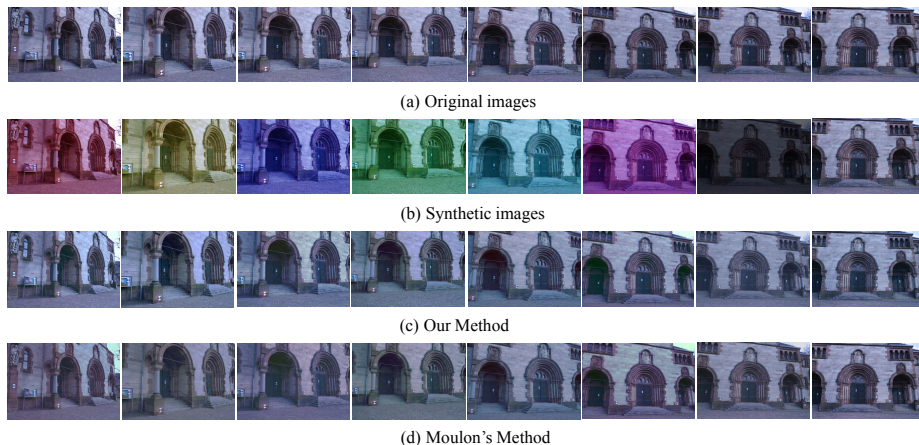 (a) Original images
(b) Synthetic images
(c) Our Method
(d) Moulon's Method